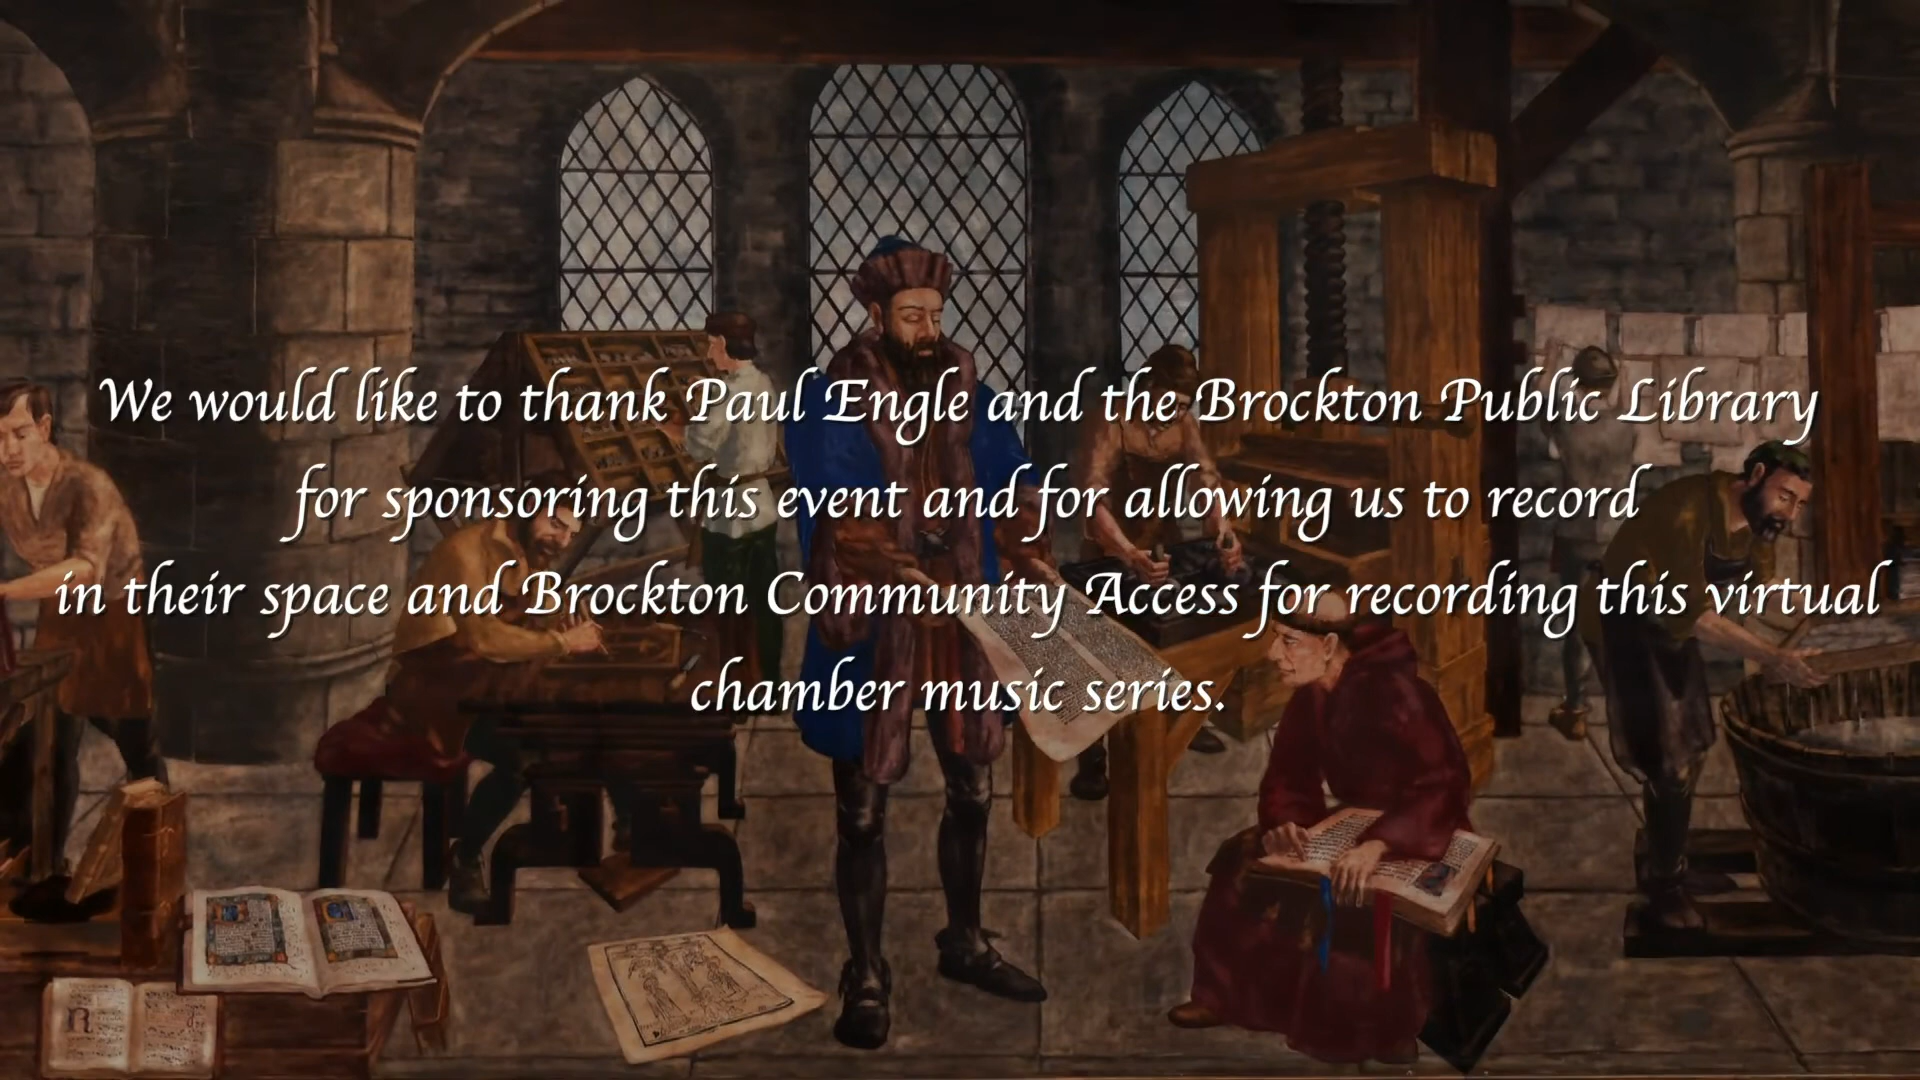 We would like to thank Paul Engle and the Brockton Public Library
for sponsoring this event and for allowing us to record
in their space and Brockton Community Access for recording this virtual
chamber music series.